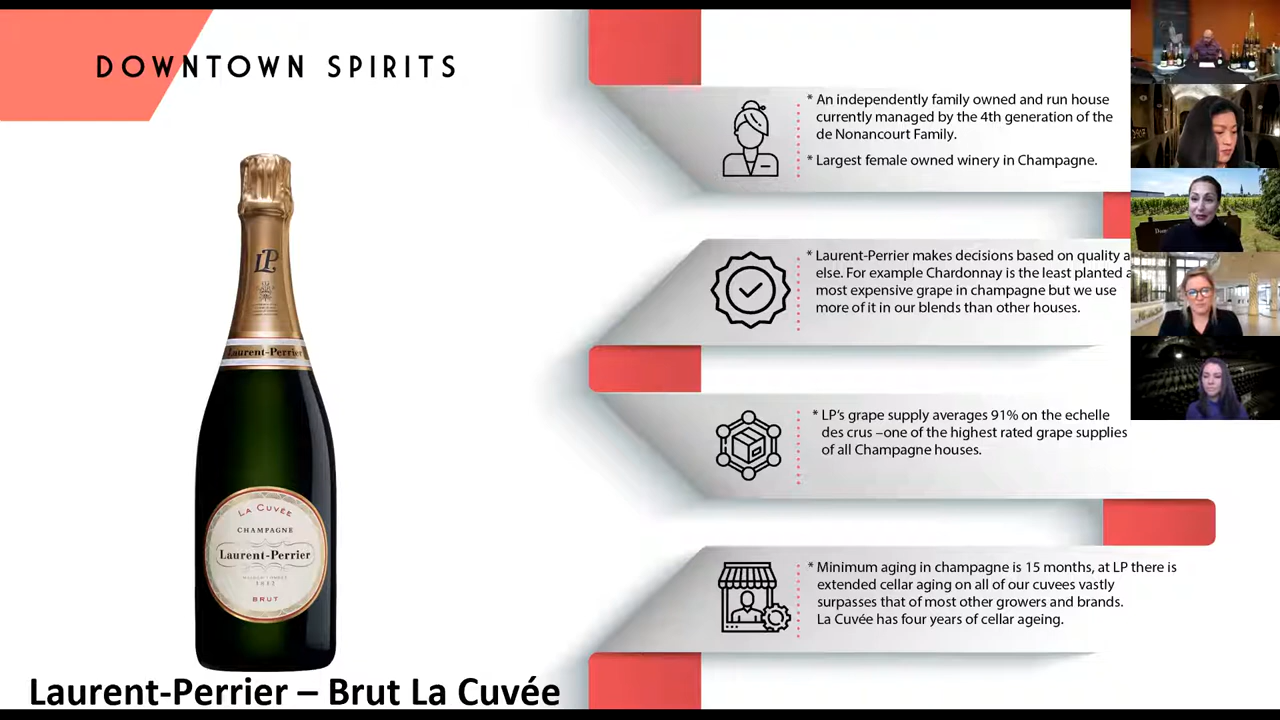 DOWNTOWN SPIRITS
* An independently family owned and run house
currently managed by the 4th generation of the
de Nonancourt Family.
* Largest female owned winery in Champagne.
* Laurent-Perrier makes decisions based on quality
else. For example Chardonnay is the least planted
most expensive grape in champagne but we use
more of it in our blends than other houses.
* LP's grape supply averages 91% on the echelle
des crus –one of the highest rated grape supplies
of all Champagne houses.
* Minimum aging in champagne is 15 months, at LP there is
extended cellar aging on all of our cuvees vastly
surpasses that of most other growers and brands.
La Cuvée has four years of cellar ageing.
LP
Laurent-Perrier
LA CUVÉE
CHAMPAGNE
Laurent-Perrier
1812
BRUT
Laurent-Perrier – Brut La Cuvée